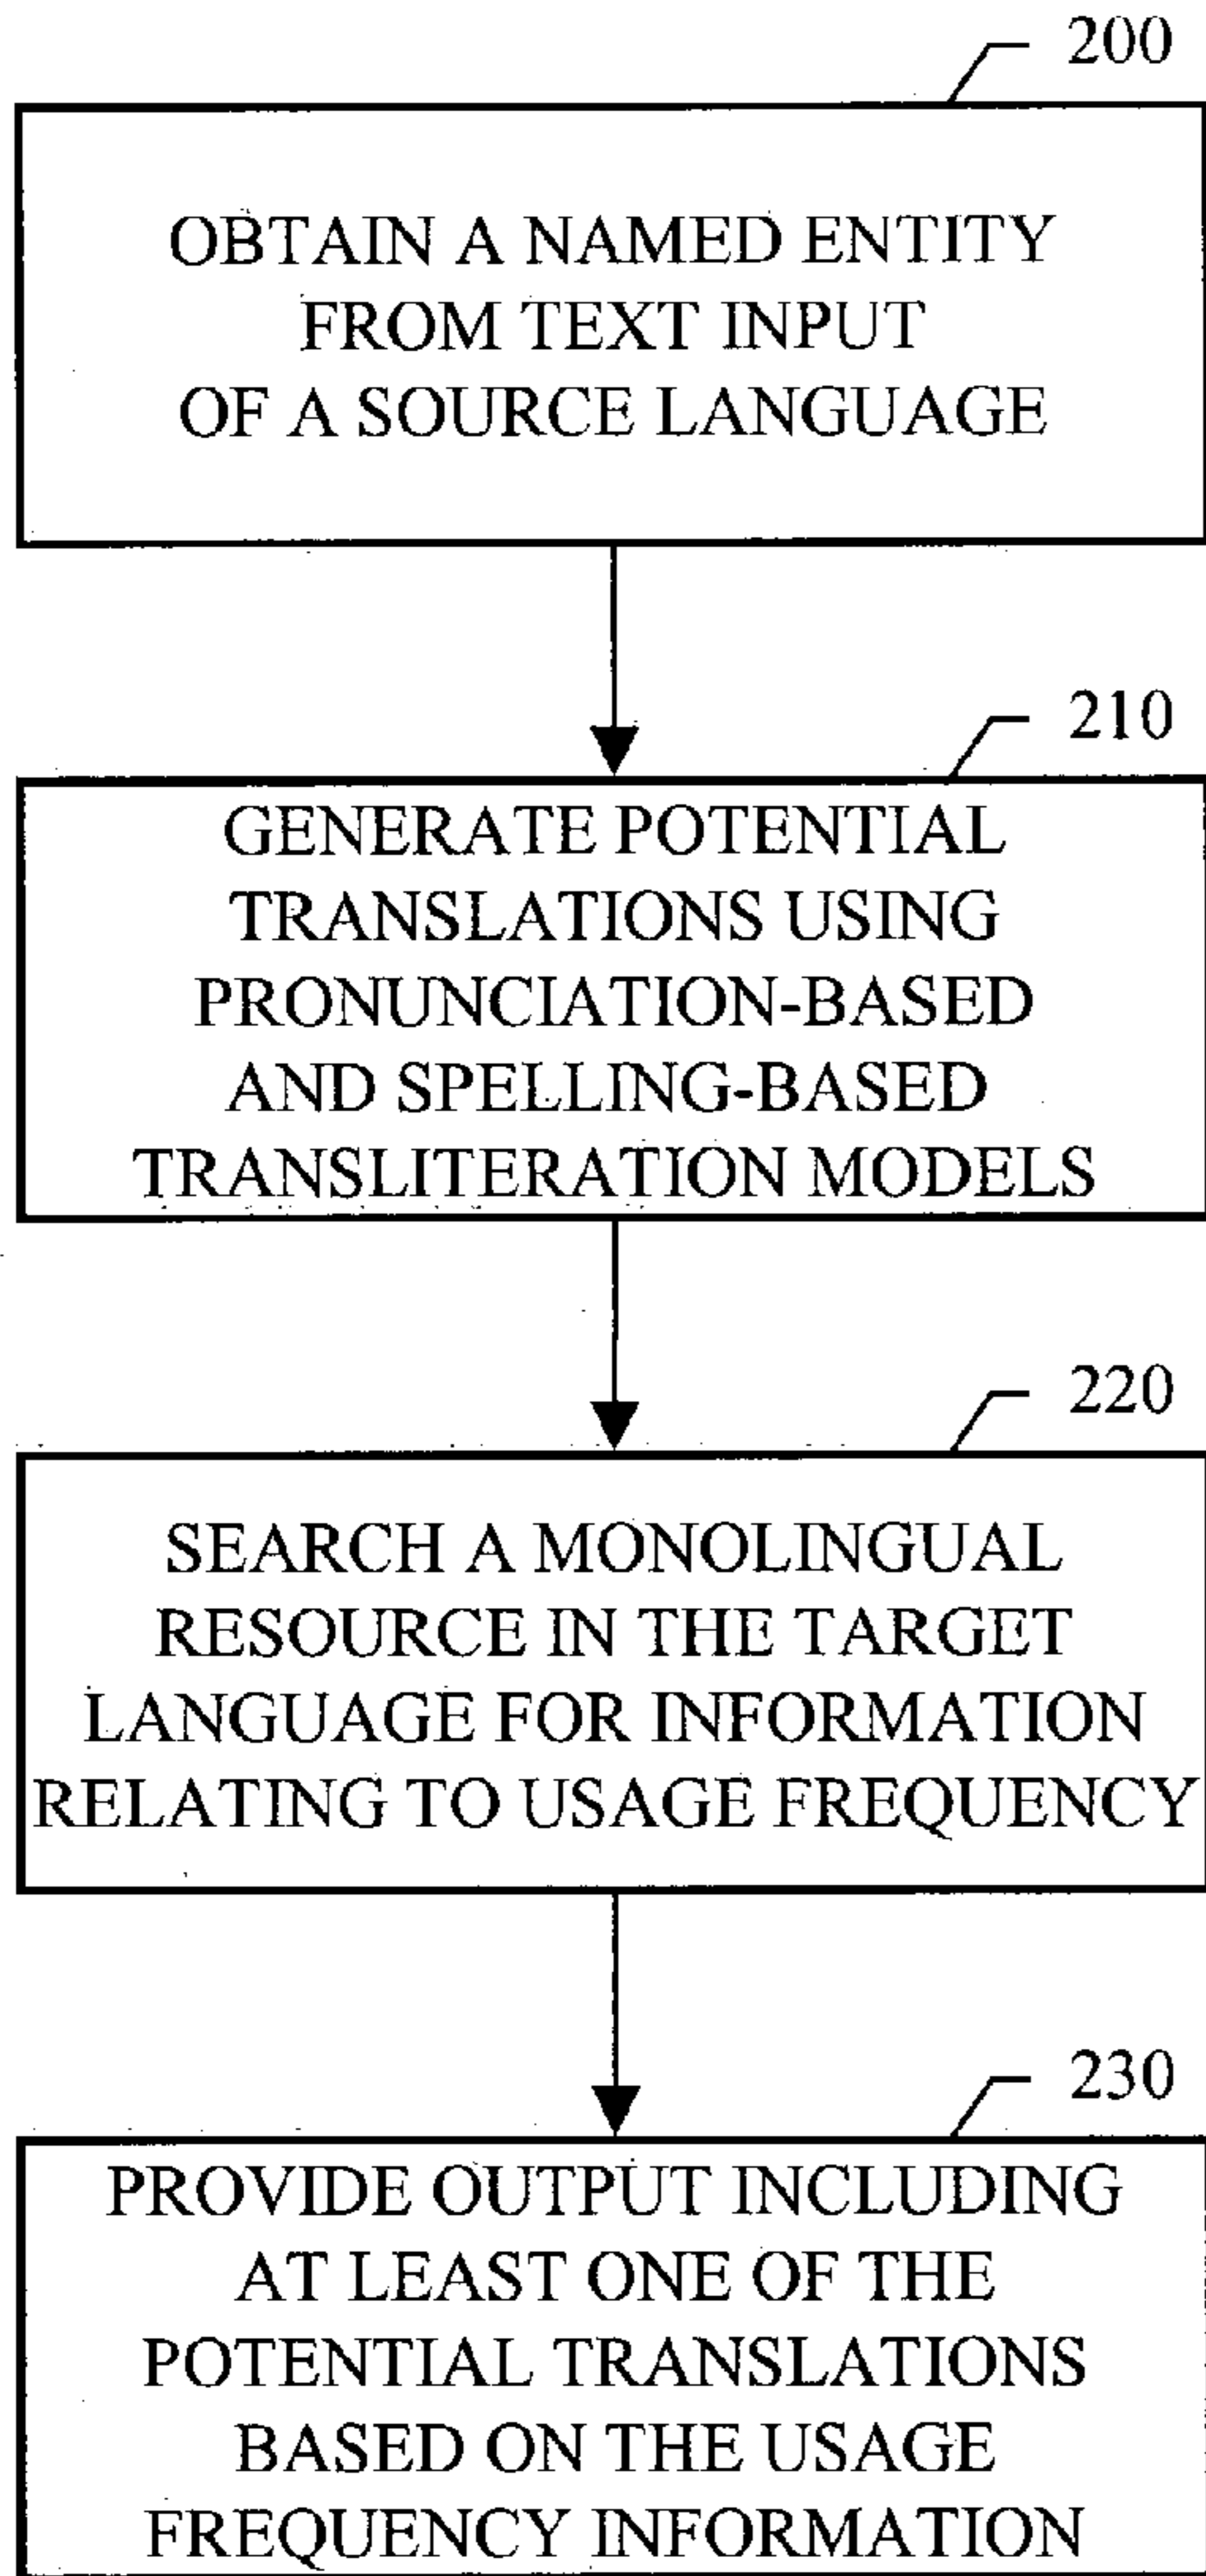 200
OBTAIN A NAMED ENTITY
FROM TEXT INPUT
OF A SOURCE LANGUAGE
210
GENERATE POTENTIAL
TRANSLATIONS USING
PRONUNCIATION-BASED
AND SPELLING-BASED
TRANSLITERATION MODELS
220
SEARCH A MONOLINGUAL
RESOURCE IN THE TARGET
LANGUAGE FOR INFORMATION
RELATING TO USAGE FREQUENCY
230
PROVIDE OUTPUT INCLUDING
AT LEAST ONE OF THE
POTENTIAL TRANSLATIONS
BASED ON THE USAGE
FREQUENCY INFORMATION